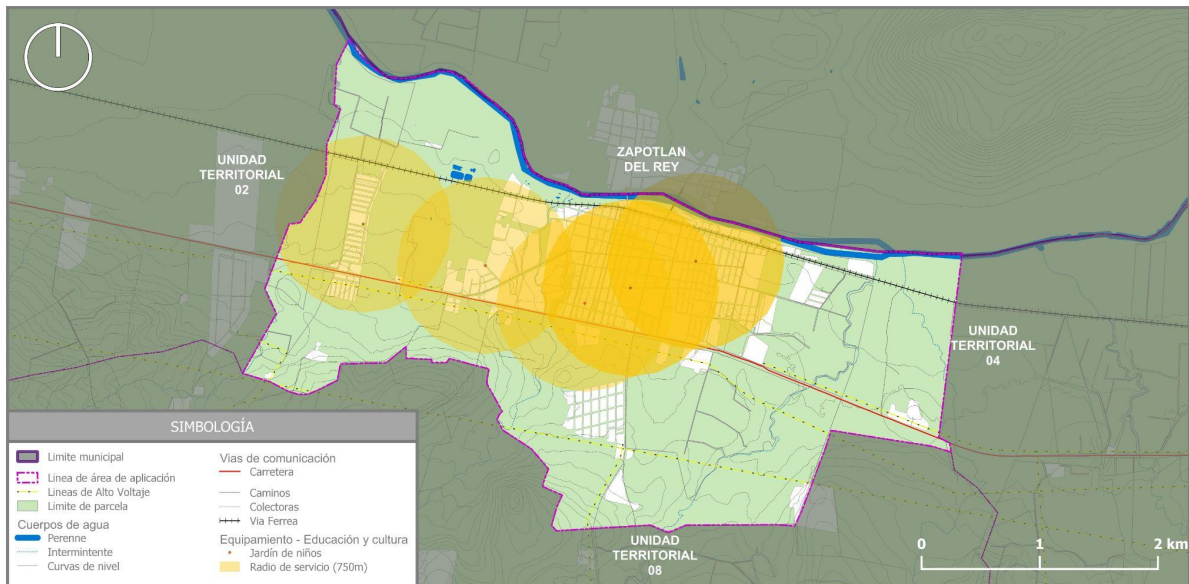 UNIDAD
TERRITORIAL
02
ZAPOTLAN
DEL REY
UNIDAD
TERRITORIAL
04
UNIDAD
TERRITORIAL
08
0 1 2 km
SIMBOLOGÍA
Limite municipal
Linea de área de aplicación
Lineas de Alto Voltaje
Limite de parcela
Cuerpos de agua
Perenne
Intermintente
Curvas de nivel
Vias de comunicación
Carretera
Caminos
Colectoras
Via Ferrea
Equipamiento - Educación y cultura
Jardín de niños
Radio de servicio (750m)